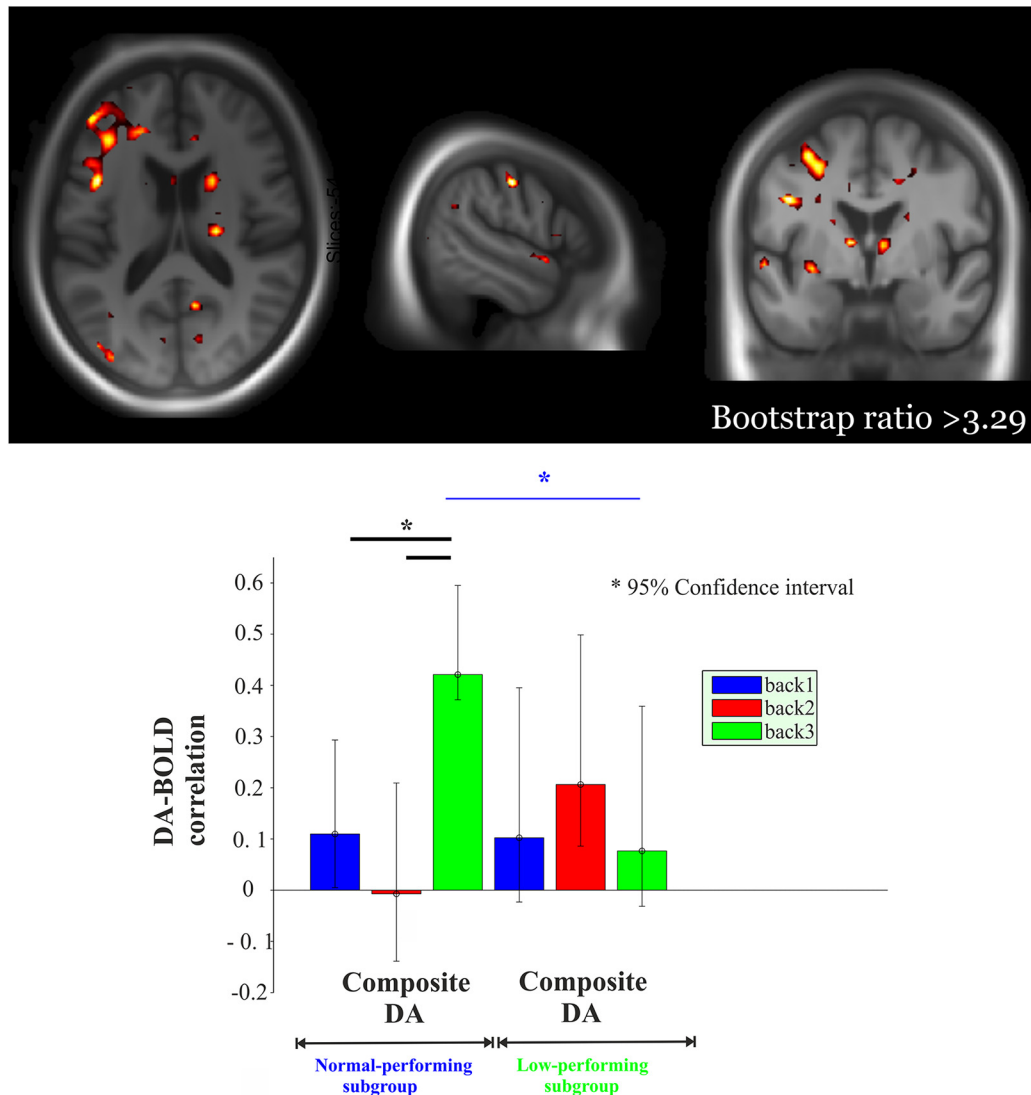 Slices:-54
Bootstrap ratio >3.29
*
*
* 95% Confidence interval
0.6
0.5
0.4
0.3
0.2
0.1
0
- 0. 1
-0.2
DA-BOLD
correlation
back1
back2
back3
Composite
DA
Composite
DA
Normal-performing
subgroup
Low-performing
subgroup